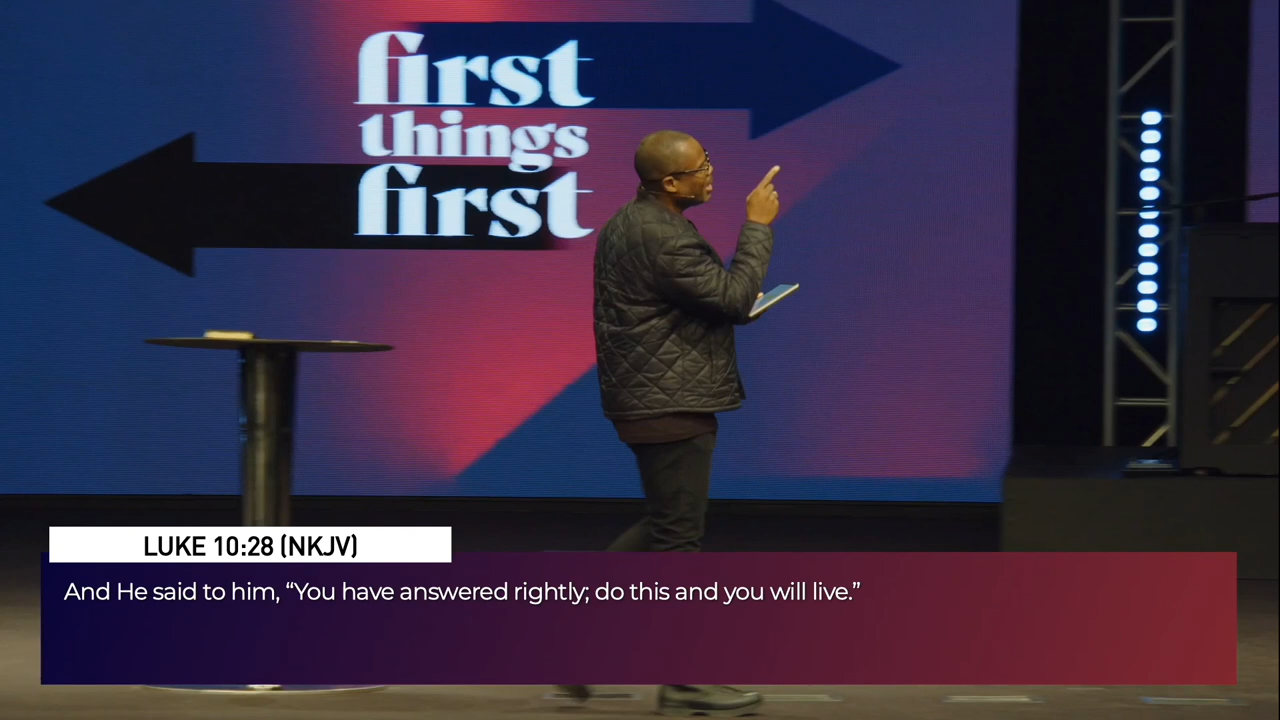 first
things
first
LUKE 10:28 (NKJV)
And He said to him, “You have answered rightly; do this and you will live.”